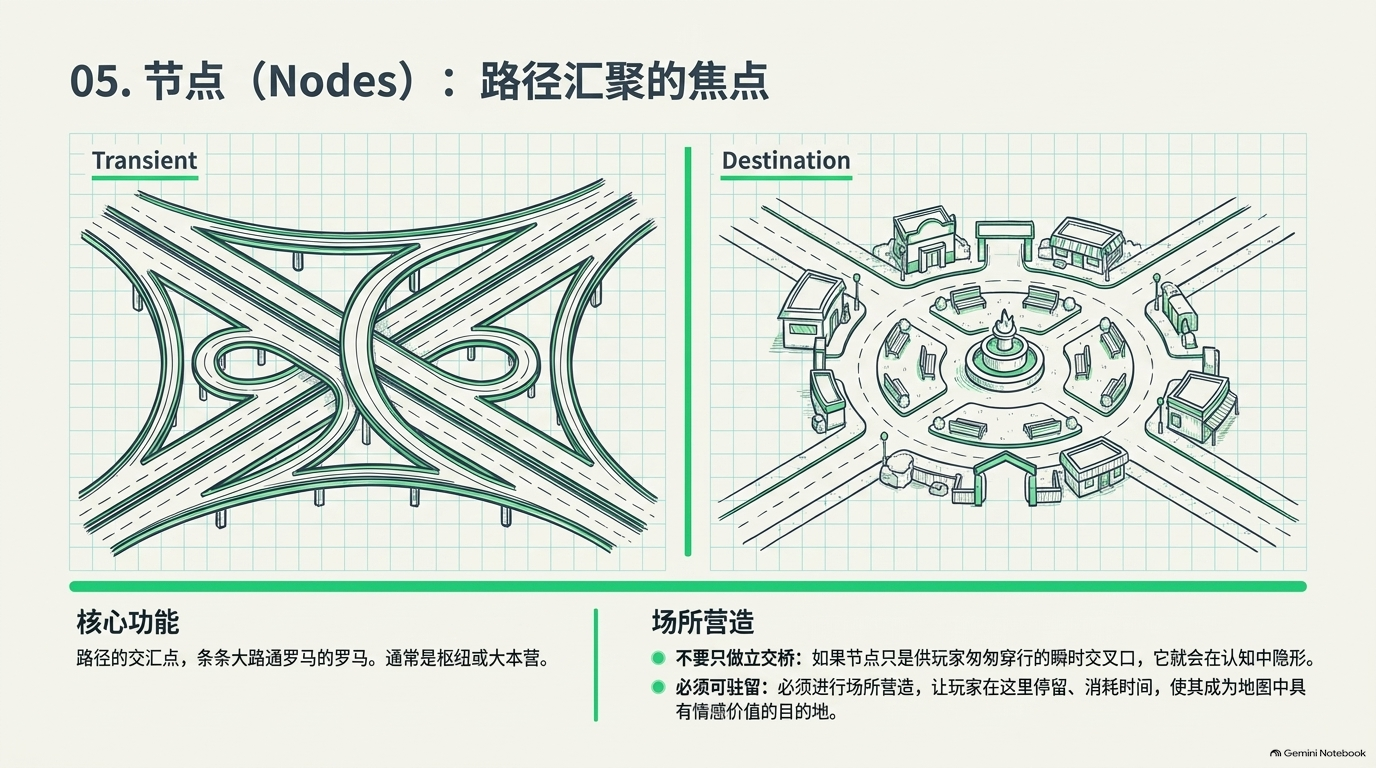 05. 节点（Nodes）：路径汇聚的焦点
Transient
Destination
核心功能
路径的交汇点，条条大路通罗马的罗马。通常是枢纽或大本营。
场所营造
不要只做立交桥：如果节点只是供玩家匆匆穿行的瞬时交叉口，它就会在认知中隐形。
必须可驻留：必须进行场所营造，让玩家在这里停留、消耗时间，使其成为地图中具
有情感价值的目的地。
Gemini Notebook